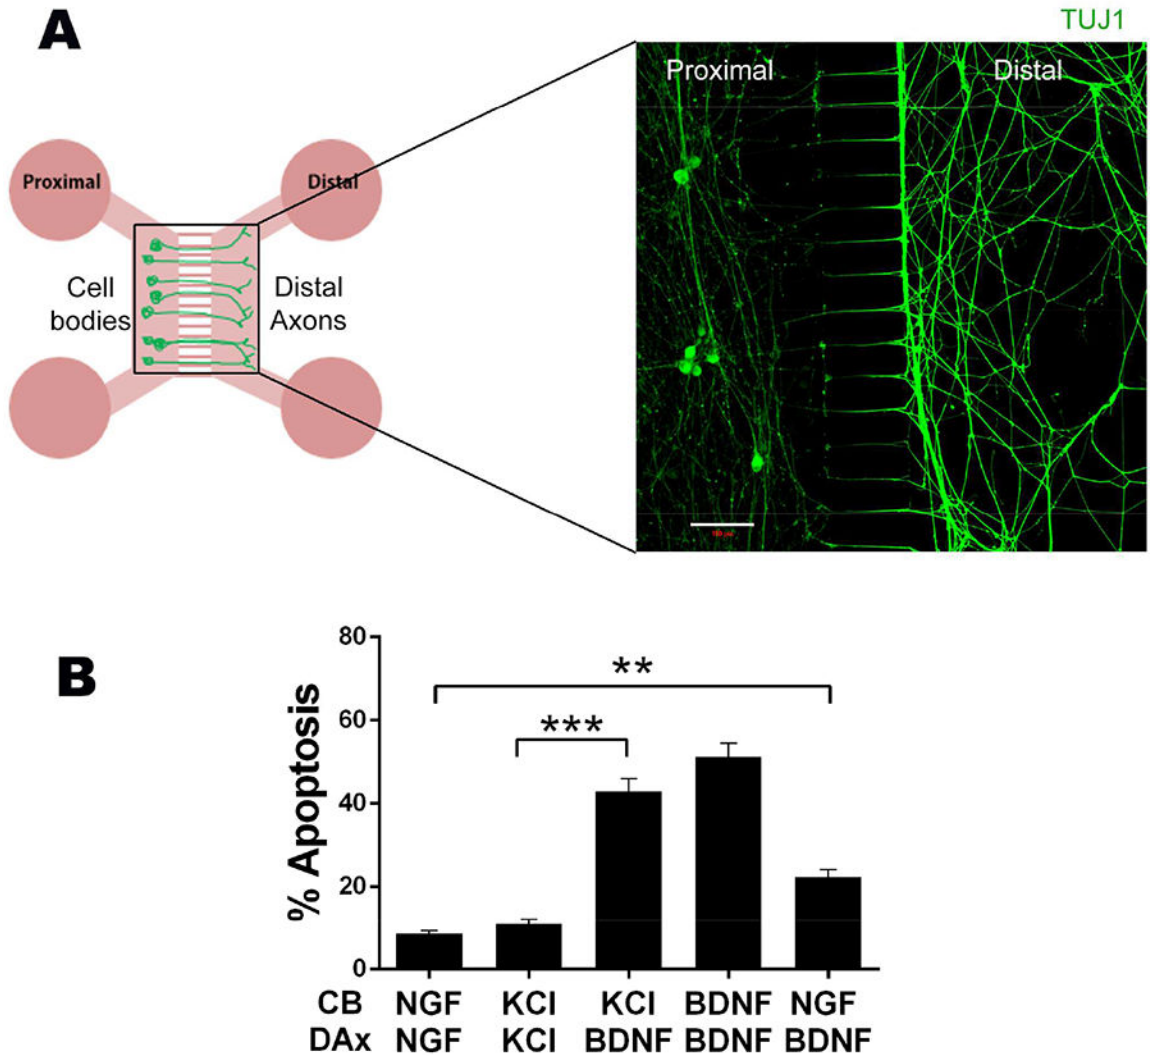 A
TUJ1
Proximal
Distal
Proximal
Distal
Cell
bodies
Distal
Axons
B
% Apoptosis
80
60
40
20
0
**
***
CB NGF KCl KCl BDNF NGF
DAx NGF KCl BDNF BDNF BDNF